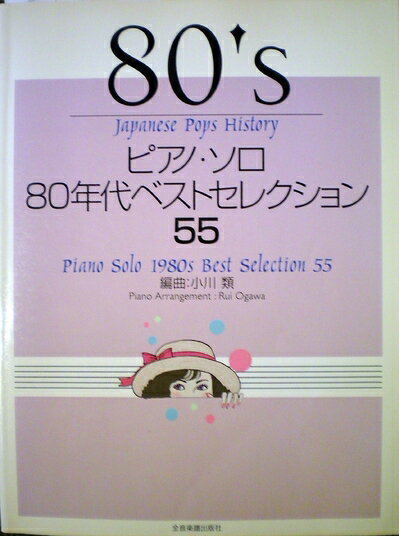 80's
Japanese Pops History
ピアノ・ソロ
80年代ベストセレクション
55
Piano Solo 1980s Best Selection 55
編曲:小川 類
Piano Arrangement : Rui Ogawa
全音楽譜出版社